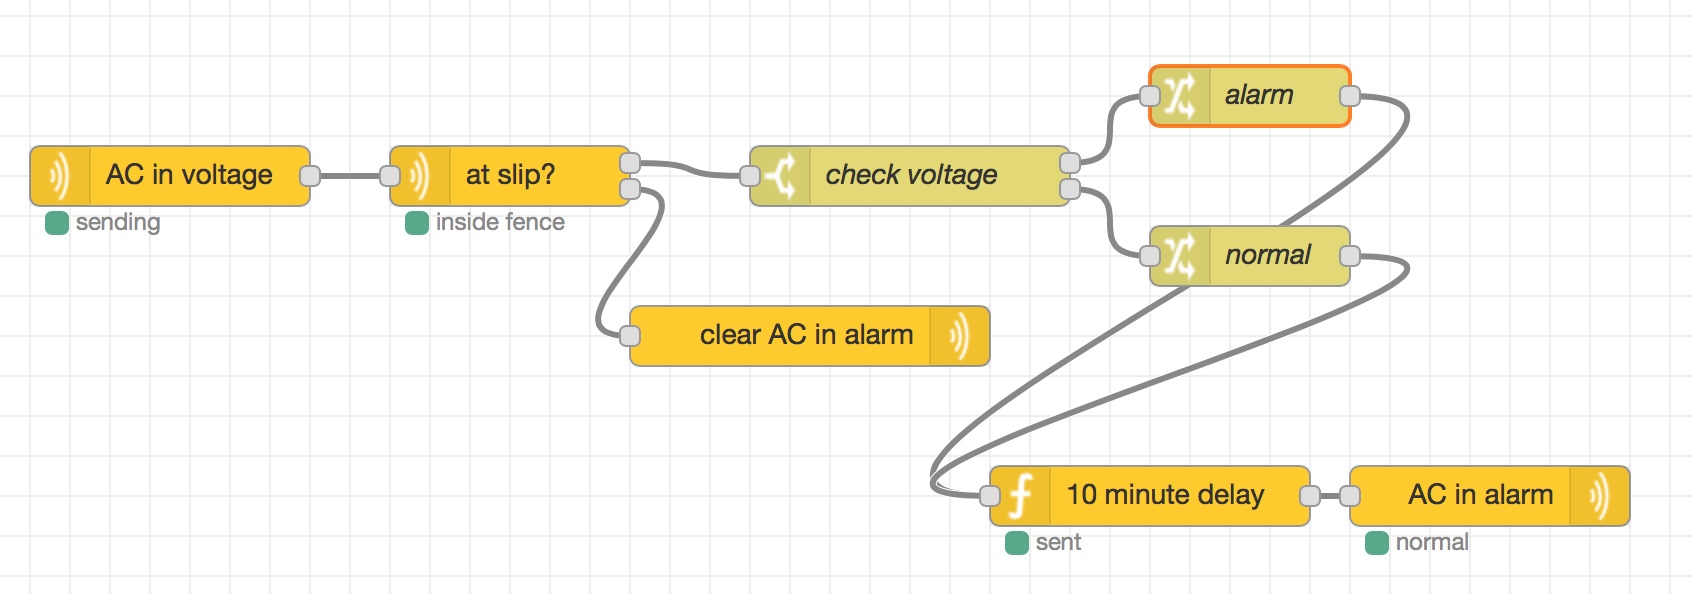 alarm
AC in voltage
at slip?
check voltage
sending
inside fence
normal
clear AC in alarm
10 minute delay
AC in alarm
sent
normal